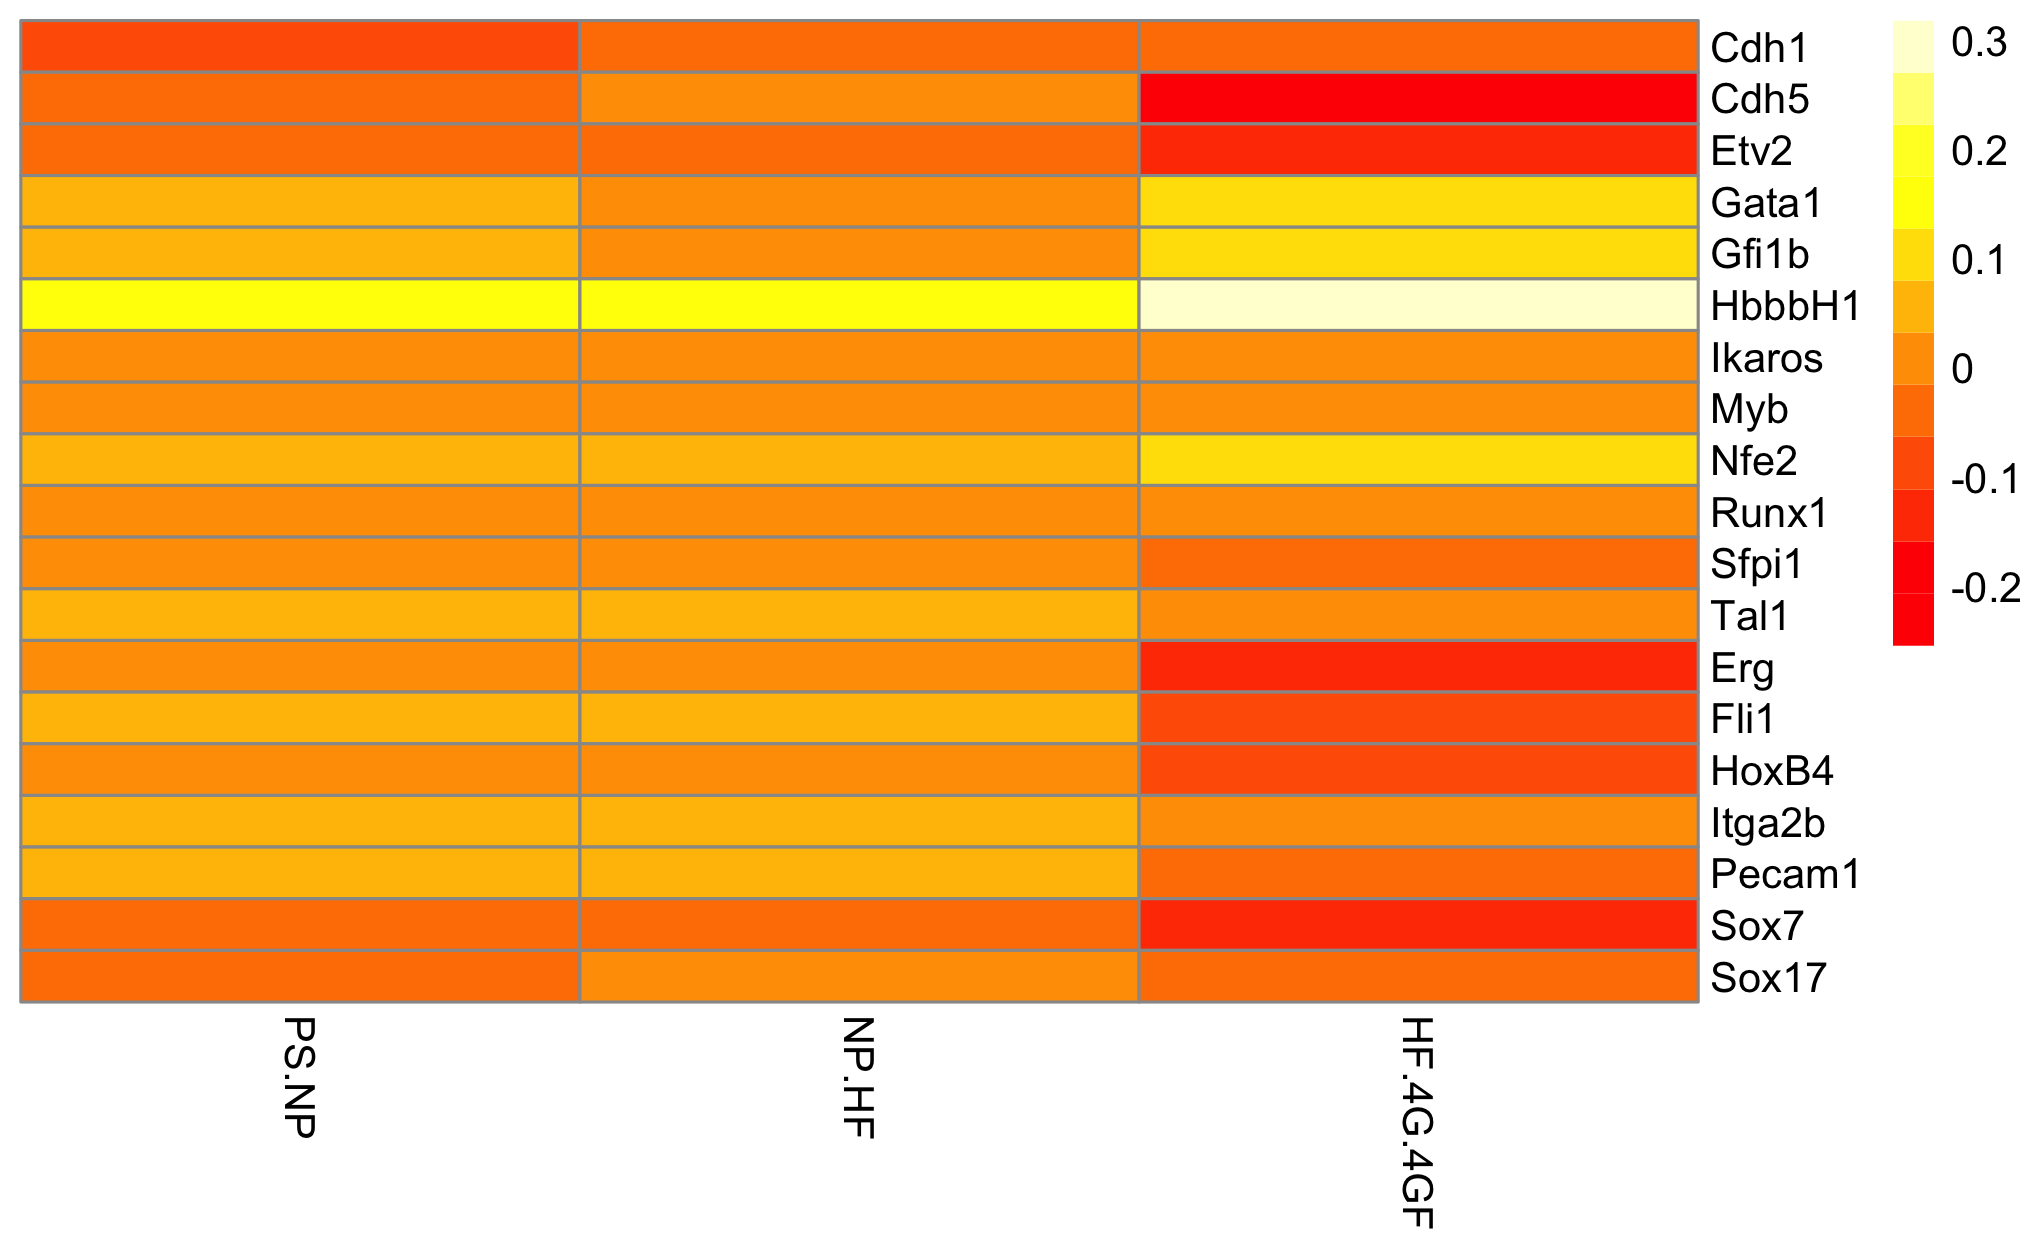 Cdh1
Cdh5
Etv2
Gata1
Gfi1b
HbbbH1
Ikaros
Myb
Nfe2
Runx1
Sfpi1
Tal1
Erg
Fli1
HoxB4
Itga2b
Pecam1
Sox7
Sox17
0.3
0.2
0.1
0
-0.1
-0.2
PS.NP
NP.HF
HF.4G.4GF